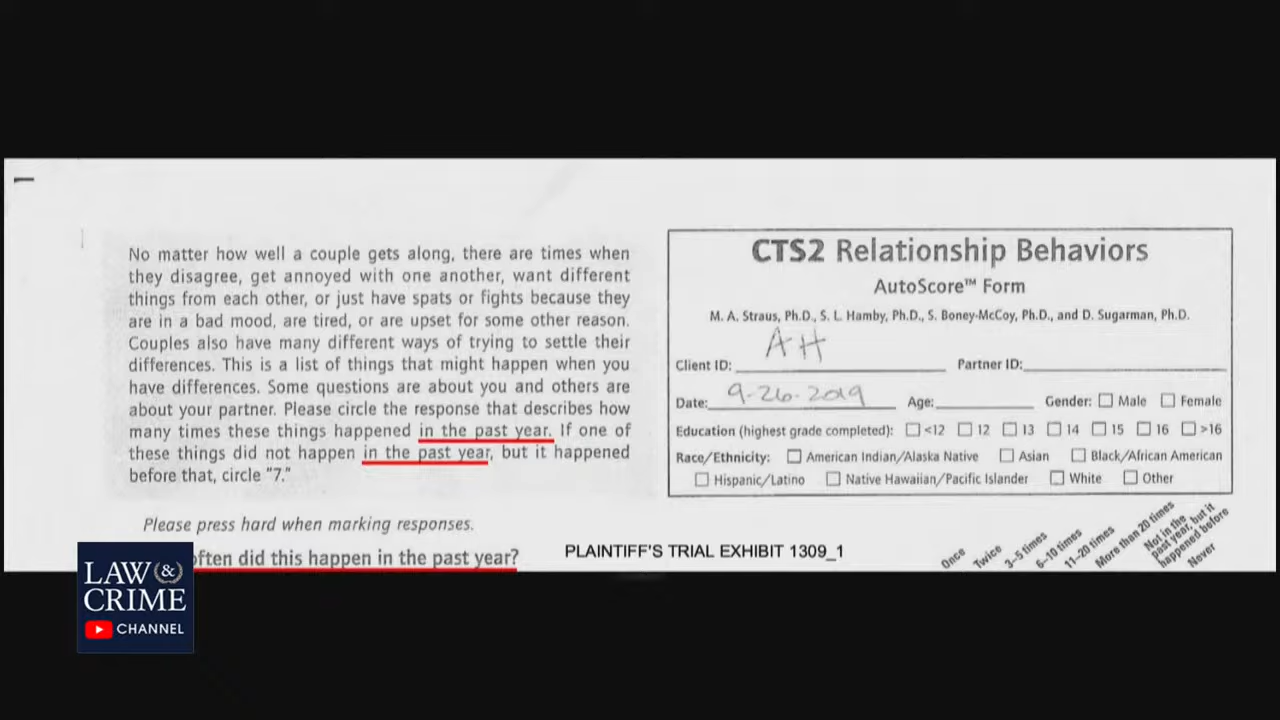 No matter how well a couple gets along, there are times when
they disagree, get annoyed with one another, want different
things from each other, or just have spats or fights because they
are in a bad mood, are tired, or are upset for some other reason.
Couples also have many different ways of trying to settle their
differences. This is a list of things that might happen when you
have differences. Some questions are about you and others are
about your partner. Please circle the response that describes how
many times these things happened in the past year. If one of
these things did not happen in the past year, but it happened
before that, circle "7."
Please press hard when marking responses.
often did this happen in the past year?
CTS2 Relationship Behaviors
AutoScore™ Form
M. A. Straus, Ph.D., S. L. Hamby, Ph.D., S. Boney-McCoy, Ph.D., and D. Sugarman, Ph.D.
Client ID: AH Partner ID:
Date: 9-26-2019 Age: Gender: Male Female
Education (highest grade completed): <12 12 13 14 15 16 >16
Race/Ethnicity: American Indian/Alaska Native Asian Black/African American
Hispanic/Latino Native Hawaiian/Pacific Islander White Other
PLAINTIFF'S TRIAL EXHIBIT 1309_1
Once
Twice
3–5 times
6–10 times
11–20 times
More than 20 times
Not in the
past year, but it
happened before
Never
LAW &
CRIME
CHANNEL